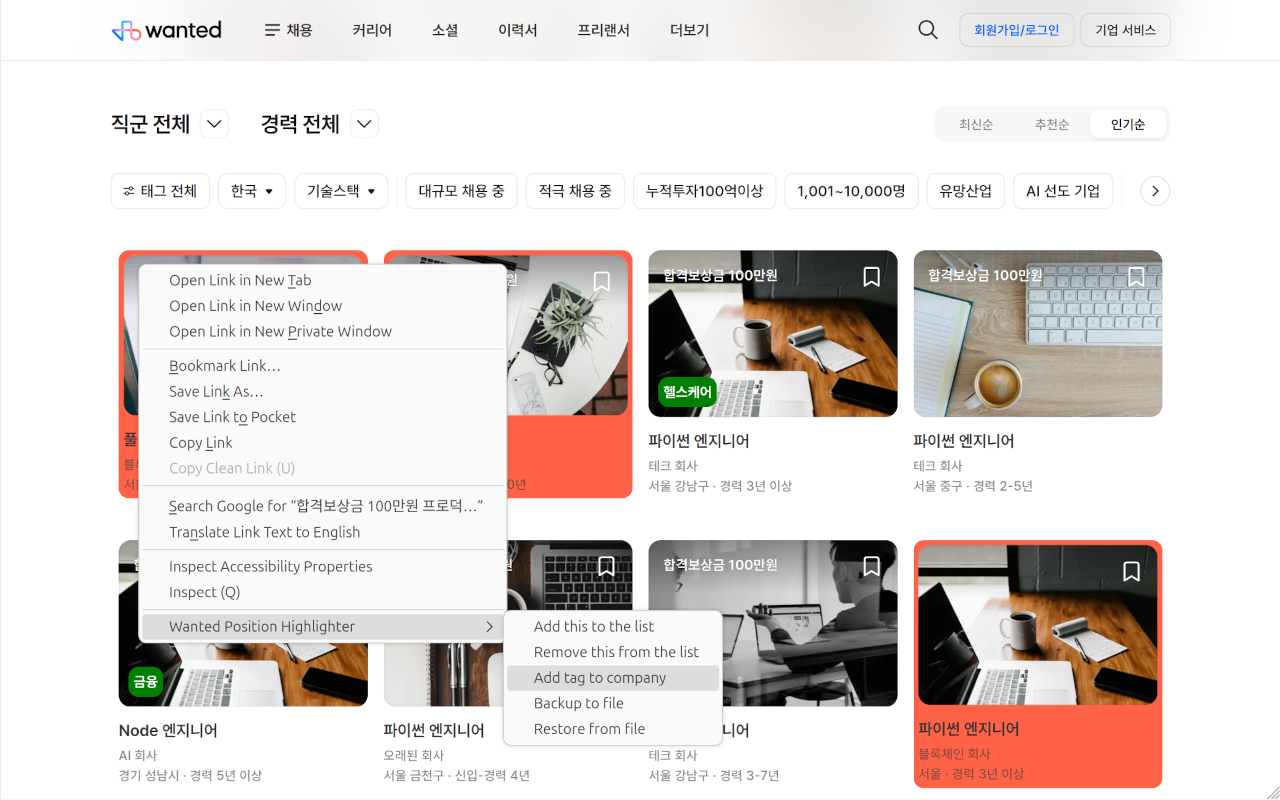 wanted
채용
커리어
소셜
이력서
프리랜서
더보기
회원가입/로그인
기업 서비스
직군 전체
경력 전체
최신순
추천순
인기순
태그 전체
한국
기술스택
대규모 채용 중
적극 채용 중
누적투자100억이상
1,001~10,000명
유망산업
AI 선도 기업
합격보상금 100만원
헬스케어
파이썬 엔지니어
테크 회사
서울 강남구 · 경력 3년 이상
합격보상금 100만원
파이썬 엔지니어
테크 회사
서울 중구 · 경력 2-5년
Open Link in New Tab
Open Link in New Window
Open Link in New Private Window
Bookmark Link…
Save Link As…
Save Link to Pocket
Copy Link
Copy Clean Link (U)
Search Google for “합격보상금 100만원 프로덕…”
Translate Link Text to English
Inspect Accessibility Properties
Inspect (Q)
Wanted Position Highlighter
Add this to the list
Remove this from the list
Add tag to company
Backup to file
Restore from file
금융
Node 엔지니어
AI 회사
경기 성남시 · 경력 5년 이상
파이썬 엔지니어
오래된 회사
서울 금천구 · 신입-경력 4년
합격보상금 100만원
테크 회사
서울 강남구 · 경력 3-7년
파이썬 엔지니어
블록체인 회사
서울 · 경력 3년 이상